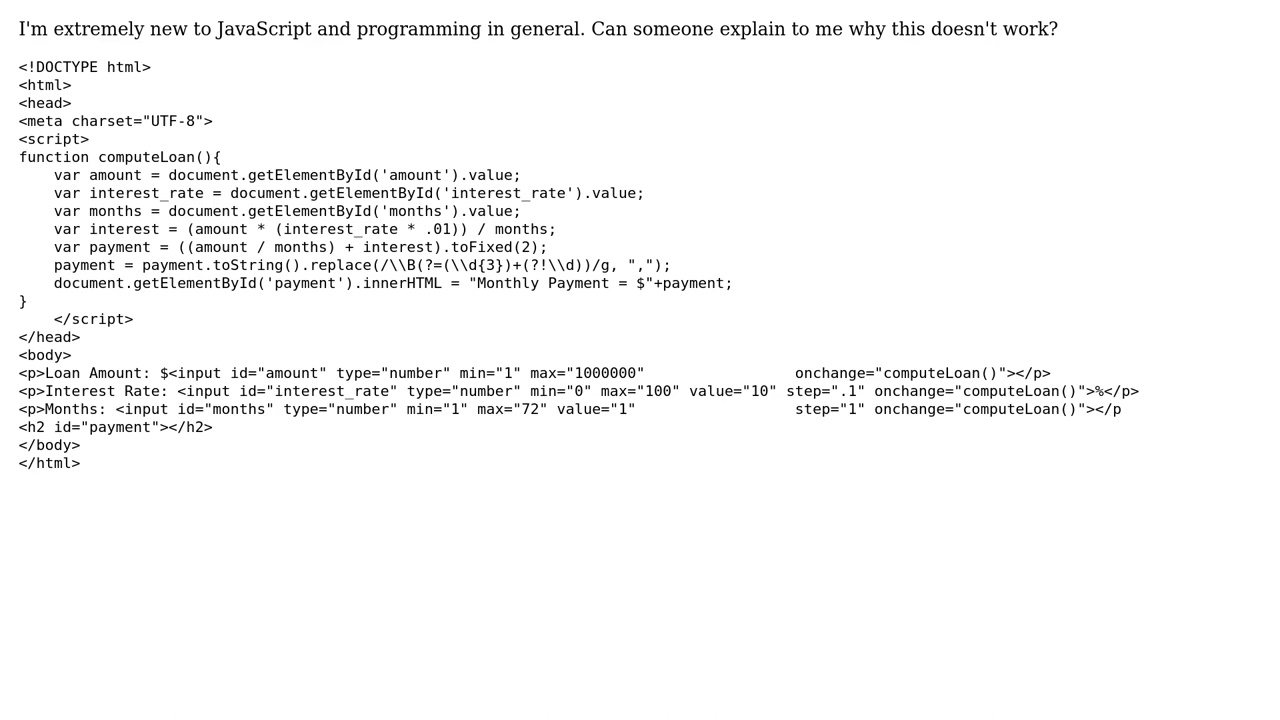 I'm extremely new to JavaScript and programming in general. Can someone explain to me why this doesn't work?
<!DOCTYPE html>
<html>
<head>
<meta charset="UTF-8">
<script>
function computeLoan(){
    var amount = document.getElementById('amount').value;
    var interest_rate = document.getElementById('interest_rate').value;
    var months = document.getElementById('months').value;
    var interest = (amount * (interest_rate * .01)) / months;
    var payment = ((amount / months) + interest).toFixed(2);
    payment = payment.toString().replace(/\\B(?=(\\d{3})+(?!\\d))/g, ",");
    document.getElementById('payment').innerHTML = "Monthly Payment = $"+payment;
}
    </script>
</head>
<body>
<p>Loan Amount: $<input id="amount" type="number" min="1" max="1000000"                 onchange="computeLoan()"></p>
<p>Interest Rate: <input id="interest_rate" type="number" min="0" max="100" value="10" step=".1" onchange="computeLoan()">%</p>
<p>Months: <input id="months" type="number" min="1" max="72" value="1"                  step="1" onchange="computeLoan()"></p
<h2 id="payment"></h2>
</body>
</html>